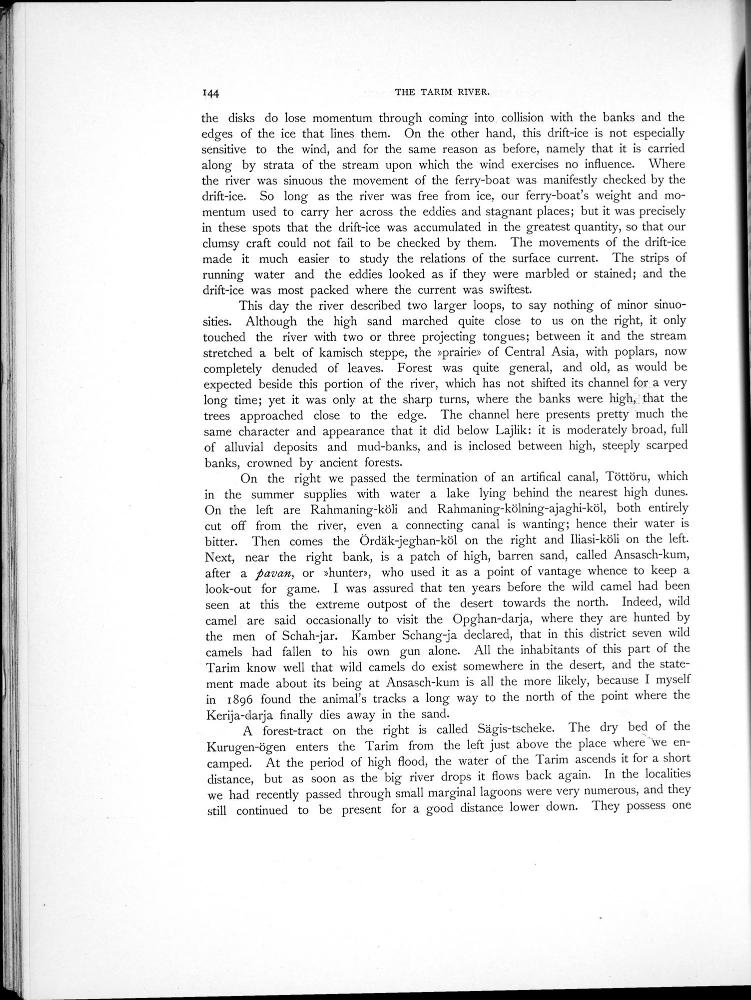 144 THE TARIM RIVER.
the disks do lose momentum through coming into collision with the banks and the
edges of the ice that lines them. On the other hand, this drift-ice is not especially
sensitive to the wind, and for the same reason as before, namely that it is carried
along by strata of the stream upon which the wind exercises no influence. Where
the river was sinuous the movement of the ferry-boat was manifestly checked by the
drift-ice. So long as the river was free from ice, our ferry-boat's weight and mo-
mentum used to carry her across the eddies and stagnant places; but it was precisely
in these spots that the drift-ice was accumulated in the greatest quantity, so that our
clumsy craft could not fail to be checked by them. The movements of the drift-ice
made it much easier to study the relations of the surface current. The strips of
running water and the eddies looked as if they were marbled or stained; and the
drift-ice was most packed where the current was swiftest.
This day the river described two larger loops, to say nothing of minor sinuo-
sities. Although the high sand marched quite close to us on the right, it only
touched the river with two or three projecting tongues; between it and the stream
stretched a belt of kamisch steppe, the »prairie» of Central Asia, with poplars, now
completely denuded of leaves. Forest was quite general, and old, as would be
expected beside this portion of the river, which has not shifted its channel for a very
long time; yet it was only at the sharp turns, where the banks were high, that the
trees approached close to the edge. The channel here presents pretty much the
same character and appearance that it did below Lajlik: it is moderately broad, full
of alluvial deposits and mud-banks, and is inclosed between high, steeply scarped
banks, crowned by ancient forests.
On the right we passed the termination of an artifical canal, Töttöru, which
in the summer supplies with water a lake lying behind the nearest high dunes.
On the left are Rahmaning-köli and Rahmaning-kölning-ajaghi-köl, both entirely
cut off from the river, even a connecting canal is wanting; hence their water is
bitter. Then comes the Ördäk-jeghan-köl on the right and Iliasi-köli on the left.
Next, near the right bank, is a patch of high, barren sand, called Ansasch-kum,
after a pavan, or »hunter», who used it as a point of vantage whence to keep a
look-out for game. I was assured that ten years before the wild camel had been
seen at this the extreme outpost of the desert towards the north. Indeed, wild
camel are said occasionally to visit the Opghan-darja, where they are hunted by
the men of Schah-jar. Kamber Schang-ja declared, that in this district seven wild
camels had fallen to his own gun alone. All the inhabitants of this part of the
Tarim know well that wild camels do exist somewhere in the desert, and the state-
ment made about its being at Ansasch-kum is all the more likely, because I myself
in 1896 found the animal's tracks a long way to the north of the point where the
Kerija-darja finally dies away in the sand.
A forest-tract on the right is called Sägis-tscheke. The dry bed of the
Kurugen-ögen enters the Tarim from the left just above the place where we en-
camped. At the period of high flood, the water of the Tarim ascends it for a short
distance, but as soon as the big river drops it flows back again. In the localities
we had recently passed through small marginal lagoons were very numerous, and they
still continued to be present for a good distance lower down. They possess one